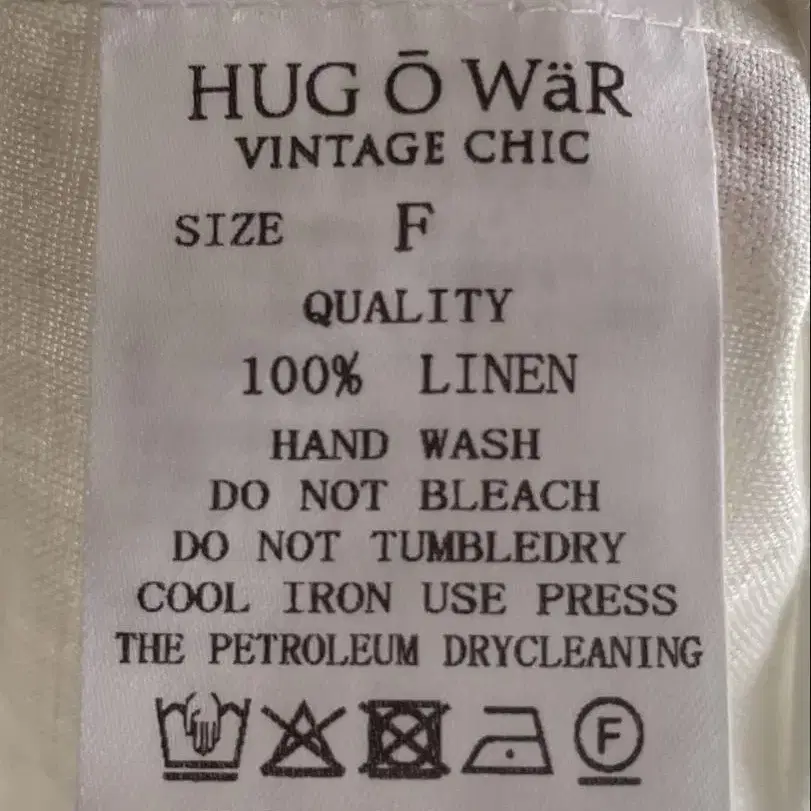 HUG Ō WäR
VINTAGE CHIC
SIZE F
QUALITY
100% LINEN
HAND WASH
DO NOT BLEACH
DO NOT TUMBLEDRY
COOL IRON USE PRESS
THE PETROLEUM DRYCLEANING
F